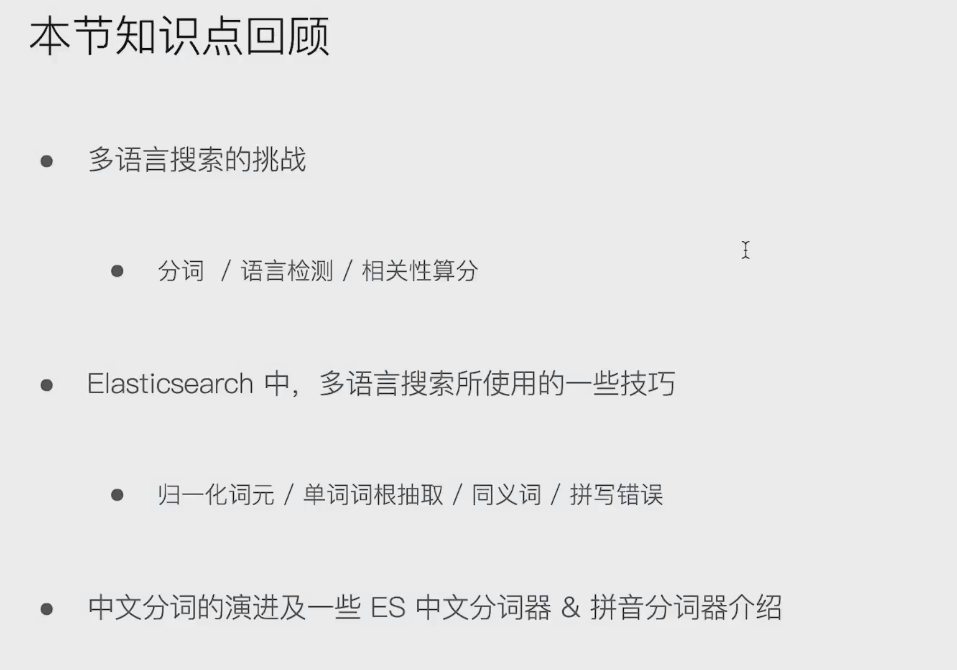 本节知识点回顾
多语言搜索的挑战
分词 / 语言检测 / 相关性算分
Elasticsearch 中，多语言搜索所使用的一些技巧
归一化词元 / 单词词根抽取 / 同义词 / 拼写错误
中文分词的演进及一些 ES 中文分词器 & 拼音分词器介绍